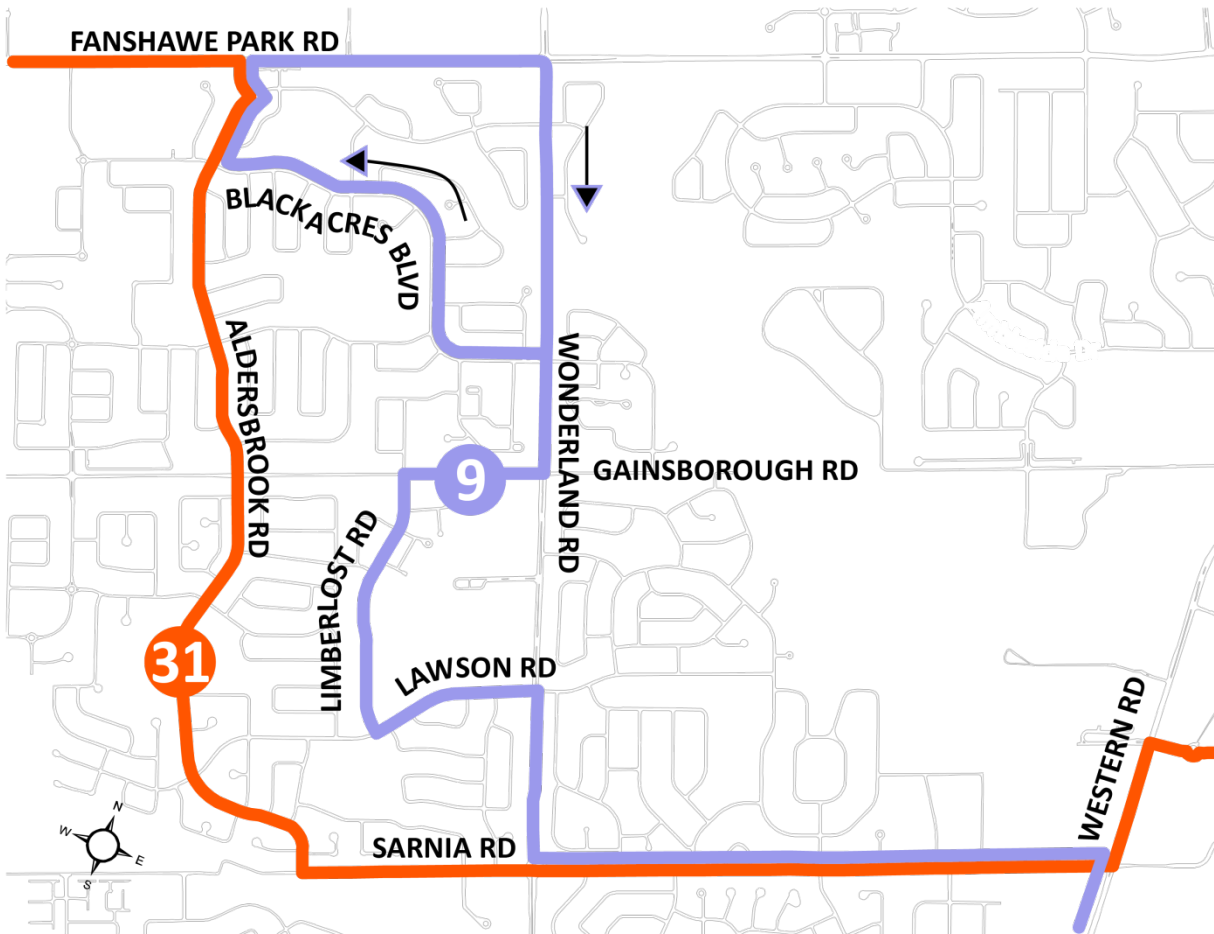 FANSHAWE PARK RD
BLACKACRES BLVD
ALDERSBROOK RD
WONDERLAND RD
9
GAINSBOROUGH RD
LIMBERLOST RD
31
LAWSON RD
WESTERN RD
SARNIA RD
N
W
E
S